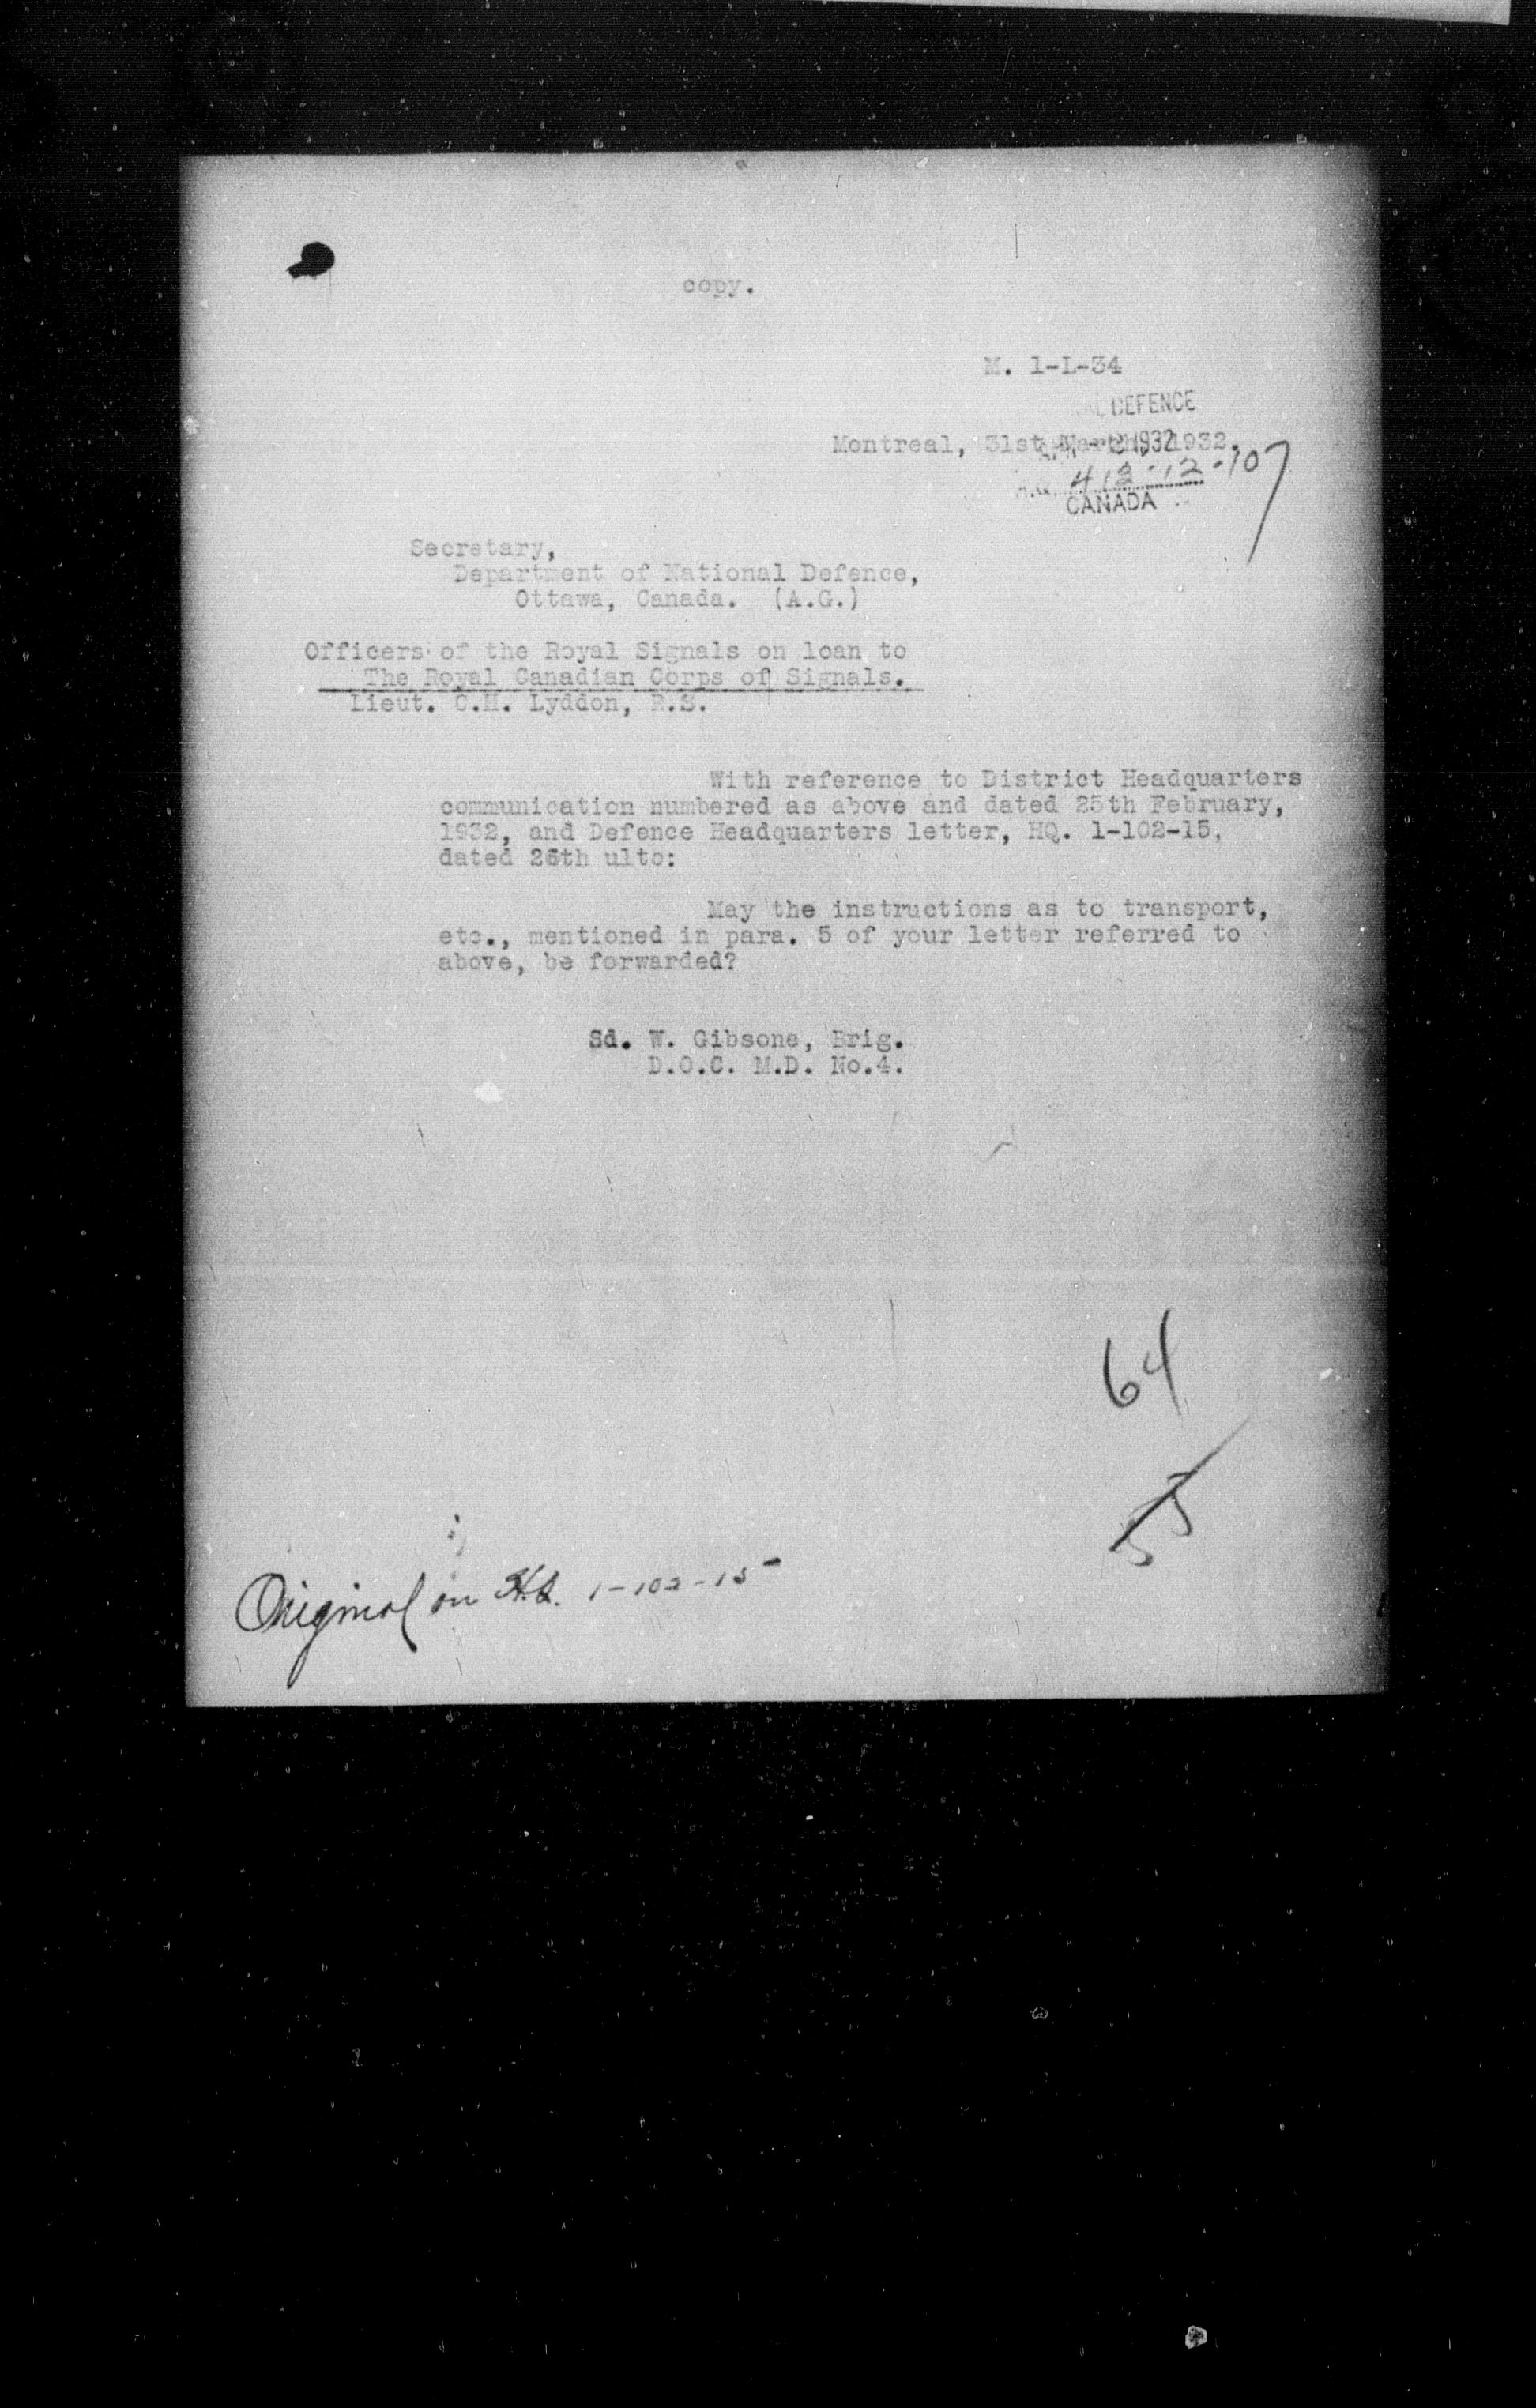 copy.
M. 1-L-34
DEFENCE
Montreal, 31st March, 1932.
1932
H.Q. 412-12-107
CANADA
Secretary,
Department of National Defence,
Ottawa, Canada. (A.G.)
Officers of the Royal Signals on loan to
The Royal Canadian Corps of Signals.
Lieut. C.H. Lyddon, R.S.
With reference to District Headquarters
communication numbered as above and dated 25th February,
1932, and Defence Headquarters letter, HQ. 1-102-15,
dated 26th ulto:
May the instructions as to transport,
etc., mentioned in para. 5 of your letter referred to
above, be forwarded?
Sd. W. Gibsone, Brig.
D.O.C. M.D. No.4.
64
55
Original on H.Q. 1-102-15